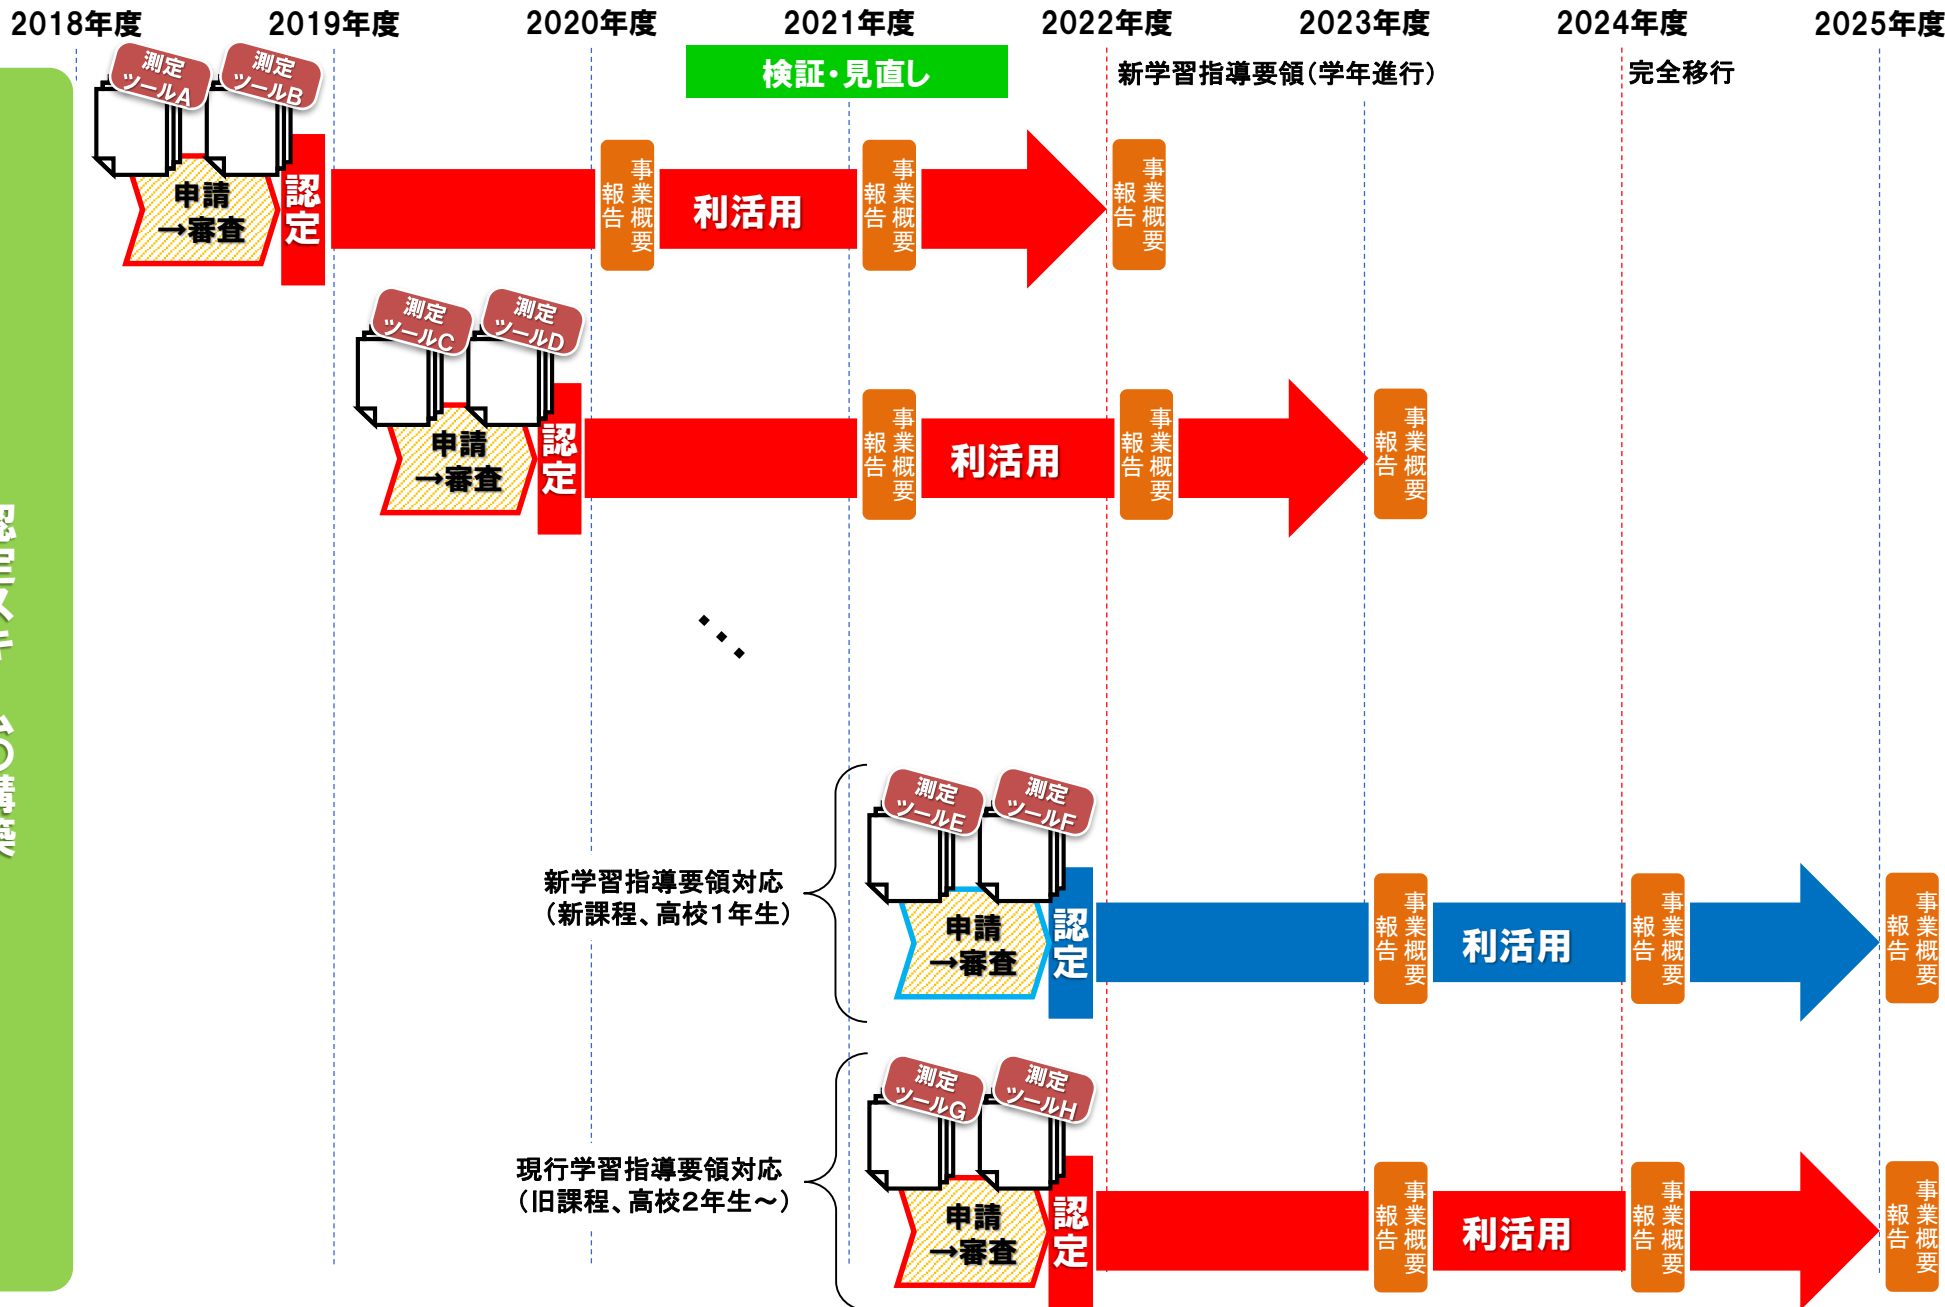 2018年度
2019年度
2020年度
2021年度
2022年度
2023年度
2024年度
2025年度
検証・見直し
新学習指導要領(学年進行)
完全移行
測定
ツールA
測定
ツールB
申請
→審査
認定
事業概要
報告
利活用
事業概要
報告
事業概要
報告
測定
ツールC
測定
ツールD
申請
→審査
認定
事業概要
報告
利活用
事業概要
報告
事業概要
報告
新学習指導要領対応
(新課程、高校1年生)
測定
ツールE
測定
ツールF
申請
→審査
認定
事業概要
報告
利活用
事業概要
報告
事業概要
報告
現行学習指導要領対応
(旧課程、高校2年生~)
測定
ツールG
測定
ツールH
申請
→審査
認定
事業概要
報告
利活用
事業概要
報告
事業概要
報告
認定スキームの構築